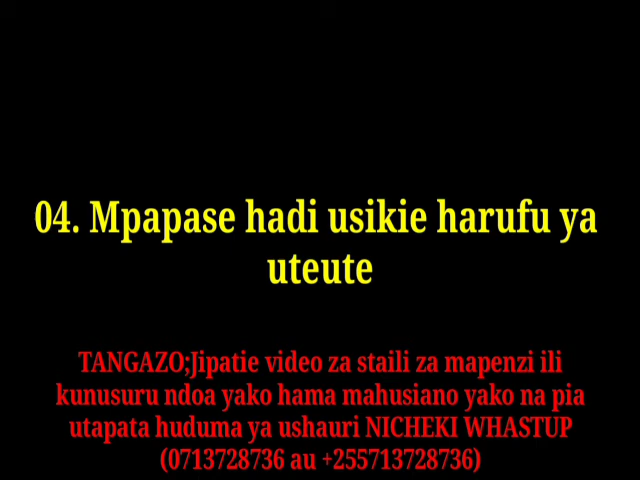 04. Mpapase hadi usikie harufu ya
uteute
TANGAZO;Jipatie video za staili za mapenzi ili
kunusuru ndoa yako hama mahusiano yako na pia
utapata huduma ya ushauri NICHEKI WHASTUP
(0713728736 au +255713728736)